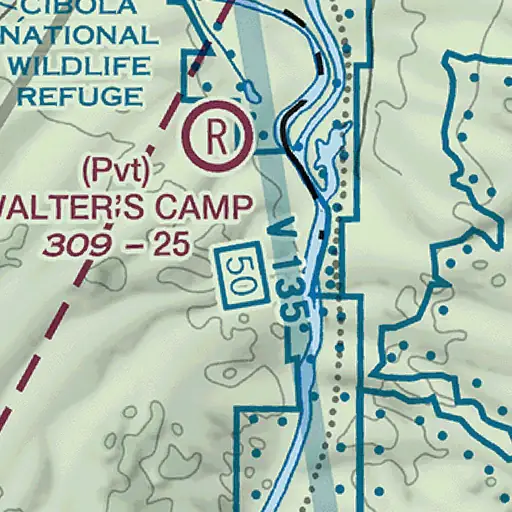 CIBOLA
NATIONAL
WILDLIFE
REFUGE
R
(Pvt)
WALTER'S CAMP
309 – 25
50
V 135